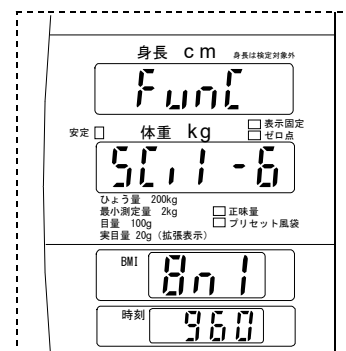 身長 cm 身長は検定対象外
FunC
表示固定
安定 体重 kg ゼロ点
SCi1-6
ひょう量 200kg
最小測定量 2kg 正味量
目量 100g プリセット風袋
実目量 20g (拡張表示)
BMI 8n1
時刻 960